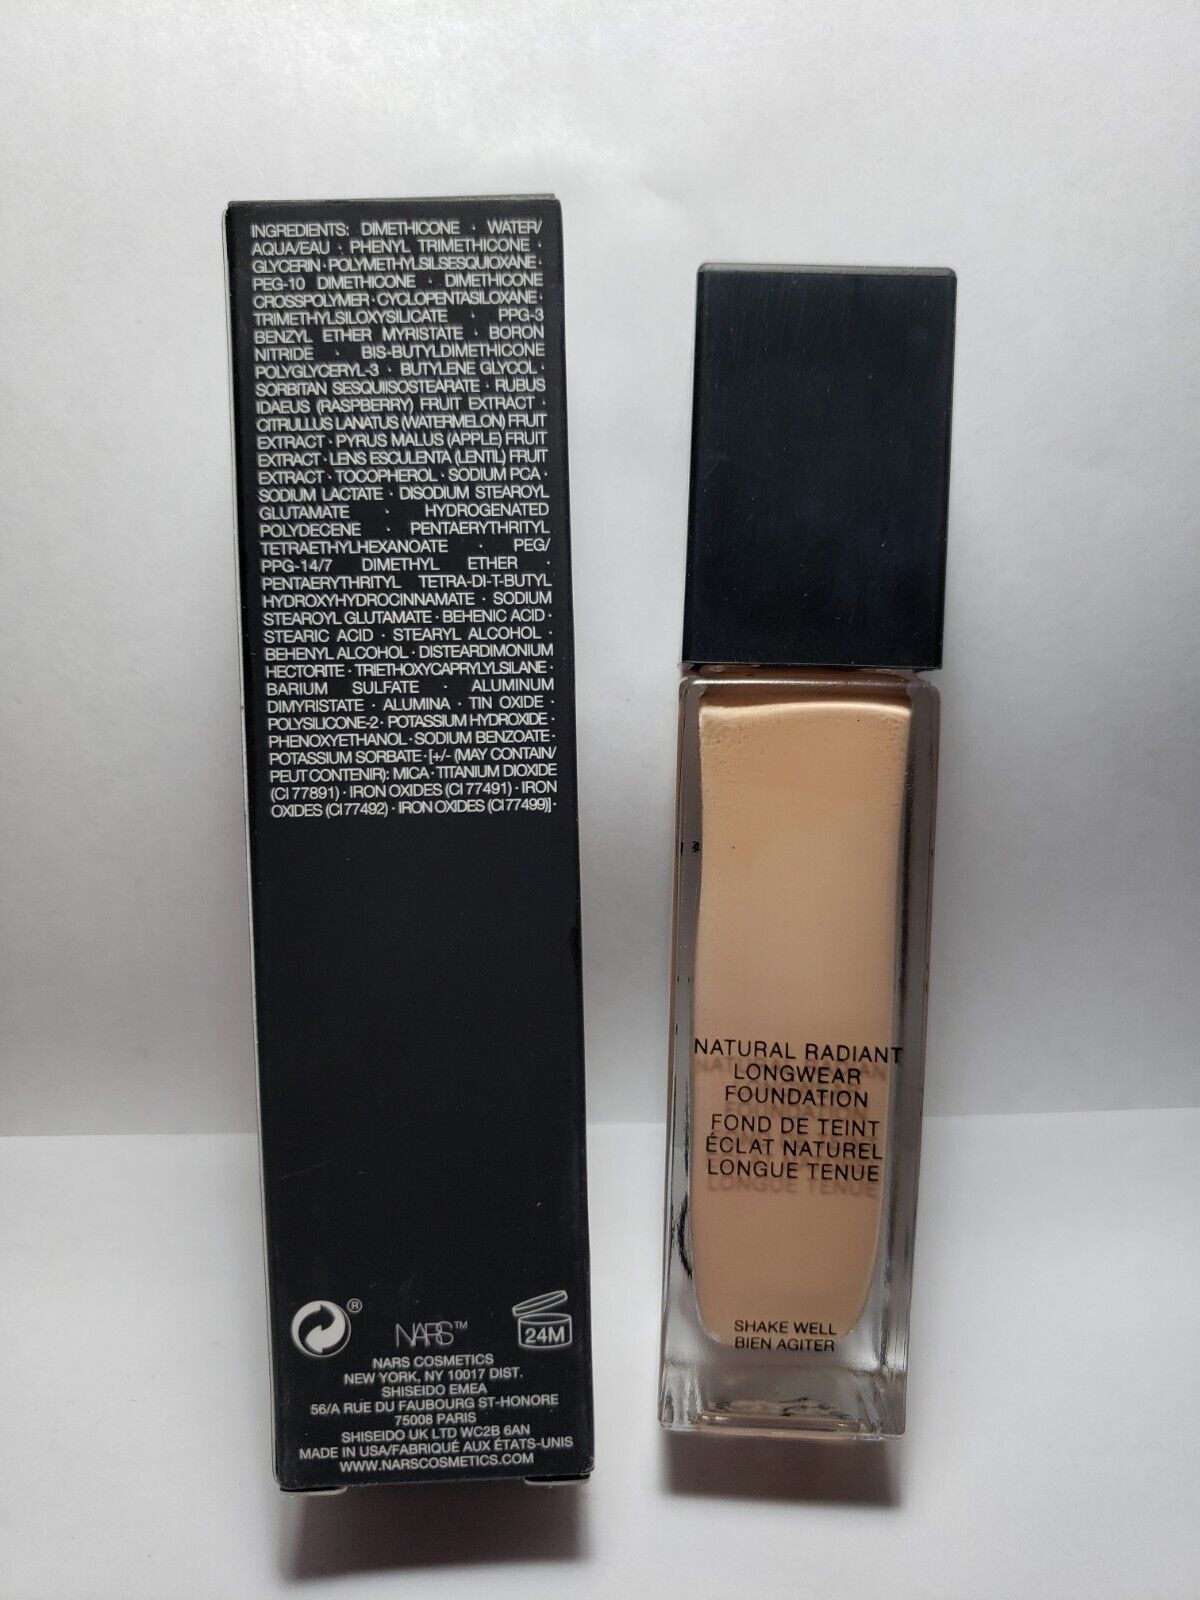 INGREDIENTS: DIMETHICONE · WATER/
AQUA/EAU · PHENYL TRIMETHICONE ·
GLYCERIN · POLYMETHYLSILSESQUIOXANE ·
PEG-10 DIMETHICONE · DIMETHICONE
CROSSPOLYMER · CYCLOPENTASILOXANE ·
TRIMETHYLSILOXYSILICATE · PPG-3
BENZYL ETHER MYRISTATE · BORON
NITRIDE · BIS-BUTYLDIMETHICONE
POLYGLYCERYL-3 · BUTYLENE GLYCOL ·
SORBITAN SESQUIISOSTEARATE · RUBUS
IDAEUS (RASPBERRY) FRUIT EXTRACT ·
CITRULLUS LANATUS (WATERMELON) FRUIT
EXTRACT · PYRUS MALUS (APPLE) FRUIT
EXTRACT · LENS ESCULENTA (LENTIL) FRUIT
EXTRACT · TOCOPHEROL · SODIUM PCA ·
SODIUM LACTATE · DISODIUM STEAROYL
GLUTAMATE · HYDROGENATED
POLYDECENE · PENTAERYTHRITYL
TETRAETHYLHEXANOATE · PEG/
PPG-14/7 DIMETHYL ETHER ·
PENTAERYTHRITYL TETRA-DI-T-BUTYL
HYDROXYHYDROCINNAMATE · SODIUM
STEAROYL GLUTAMATE · BEHENIC ACID ·
STEARIC ACID · STEARYL ALCOHOL ·
BEHENYL ALCOHOL · DISTEARDIMONIUM
HECTORITE · TRIETHOXYCAPRYLYLSILANE ·
BARIUM SULFATE · ALUMINUM
DIMYRISTATE · ALUMINA · TIN OXIDE ·
POLYSILICONE-2 · POTASSIUM HYDROXIDE ·
PHENOXYETHANOL · SODIUM BENZOATE ·
POTASSIUM SORBATE · [+/- (MAY CONTAIN/
PEUT CONTENIR): MICA · TITANIUM DIOXIDE
(CI 77891) · IRON OXIDES (CI 77491) · IRON
OXIDES (CI 77492) · IRON OXIDES (CI 77499)] ·
®
NARS™
24M
NARS COSMETICS
NEW YORK, NY 10017 DIST.
SHISEIDO EMEA
56/A RUE DU FAUBOURG ST-HONORE
75008 PARIS
SHISEIDO UK LTD WC2B 6AN
MADE IN USA/FABRIQUÉ AUX ÉTATS-UNIS
WWW.NARSCOSMETICS.COM
NATURAL RADIANT
LONGWEAR
FOUNDATION
FOND DE TEINT
ÉCLAT NATUREL
LONGUE TENUE
SHAKE WELL
BIEN AGITER